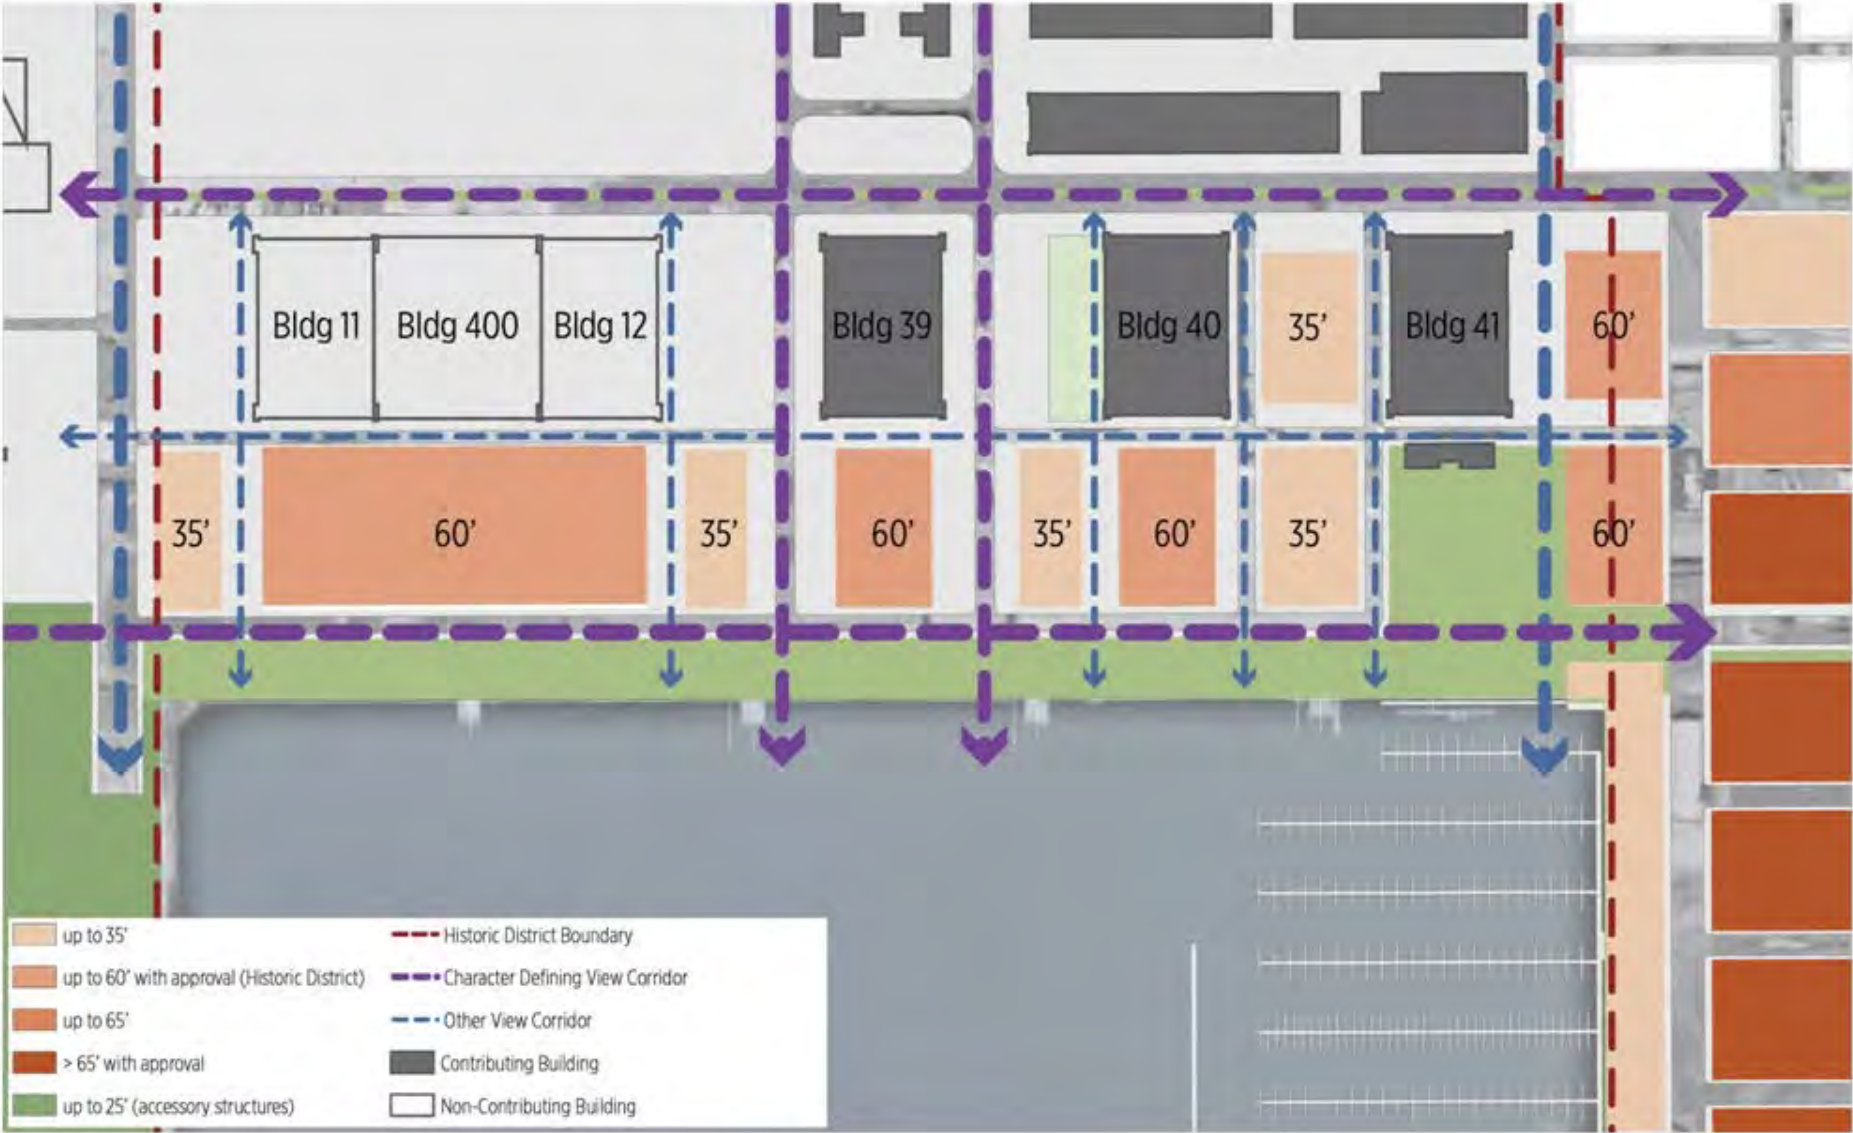 Bldg 11
Bldg 400
Bldg 12
Bldg 39
Bldg 40
35'
Bldg 41
60'
35'
60'
35'
60'
35'
60'
35'
60'
up to 35'
up to 60' with approval (Historic District)
up to 65'
> 65' with approval
up to 25' (accessory structures)
Historic District Boundary
Character Defining View Corridor
Other View Corridor
Contributing Building
Non-Contributing Building